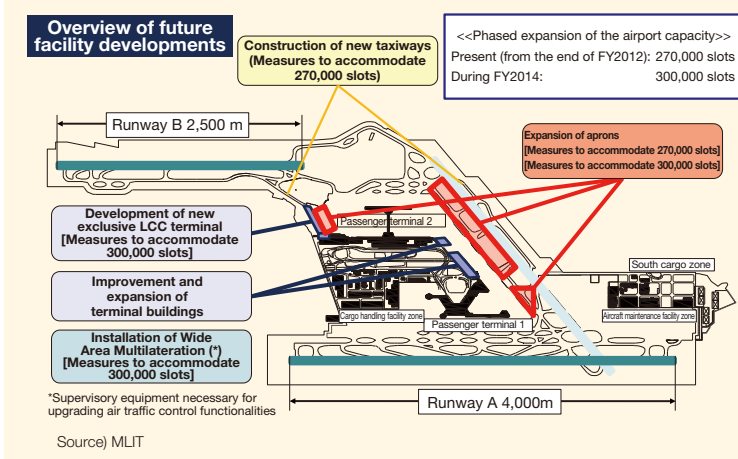 Overview of future
facility developments
Construction of new taxiways
(Measures to accommodate
270,000 slots)
<<Phased expansion of the airport capacity>>
Present (from the end of FY2012): 270,000 slots
During FY2014: 300,000 slots
Runway B 2,500 m
Expansion of aprons
[Measures to accommodate 270,000 slots]
[Measures to accommodate 300,000 slots]
Development of new
exclusive LCC terminal
[Measures to accommodate
300,000 slots]
Passenger terminal 2
Improvement and
expansion of
terminal buildings
South cargo zone
Cargo handling facility zone
Passenger terminal 1
Aircraft maintenance facility zone
Installation of Wide
Area Multilateration (*)
[Measures to accommodate
300,000 slots]
*Supervisory equipment necessary for
upgrading air traffic control functionalities
Runway A 4,000m
Source) MLIT